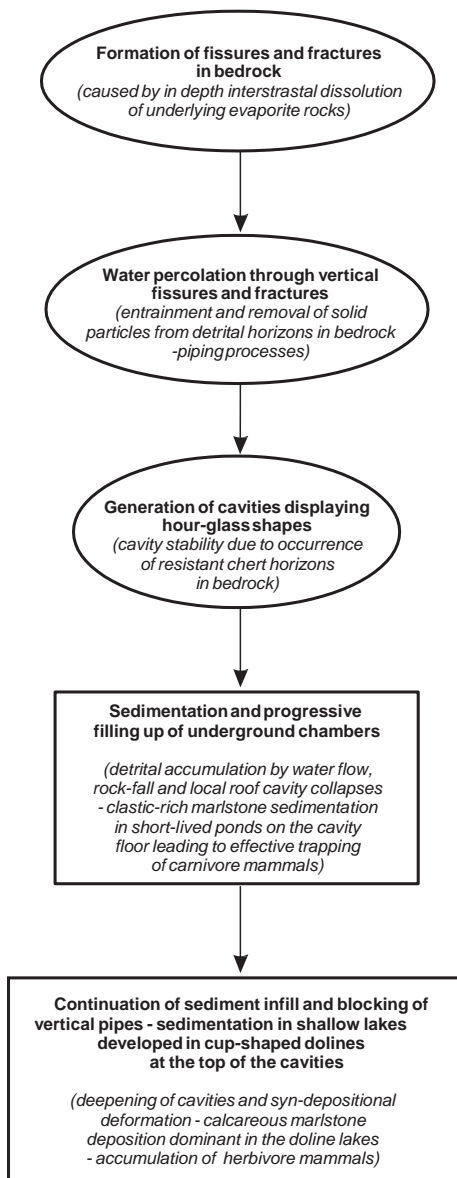 Formation of fissures and fractures
in bedrock
(caused by in depth interstrastal dissolution
of underlying evaporite rocks)
Water percolation through vertical
fissures and fractures
(entrainment and removal of solid
particles from detrital horizons in bedrock
-piping processes)
Generation of cavities displaying
hour-glass shapes
(cavity stability due to occurrence
of resistant chert horizons
in bedrock)
Sedimentation and progressive
filling up of underground chambers
(detrital accumulation by water flow,
rock-fall and local roof cavity collapses
- clastic-rich marlstone sedimentation
in short-lived ponds on the cavity
floor leading to effective trapping
of carnivore mammals)
Continuation of sediment infill and blocking of
vertical pipes - sedimentation in shallow lakes
developed in cup-shaped dolines
at the top of the cavities
(deepening of cavities and syn-depositional
deformation - calcareous marlstone
deposition dominant in the doline lakes
- accumulation of herbivore mammals)